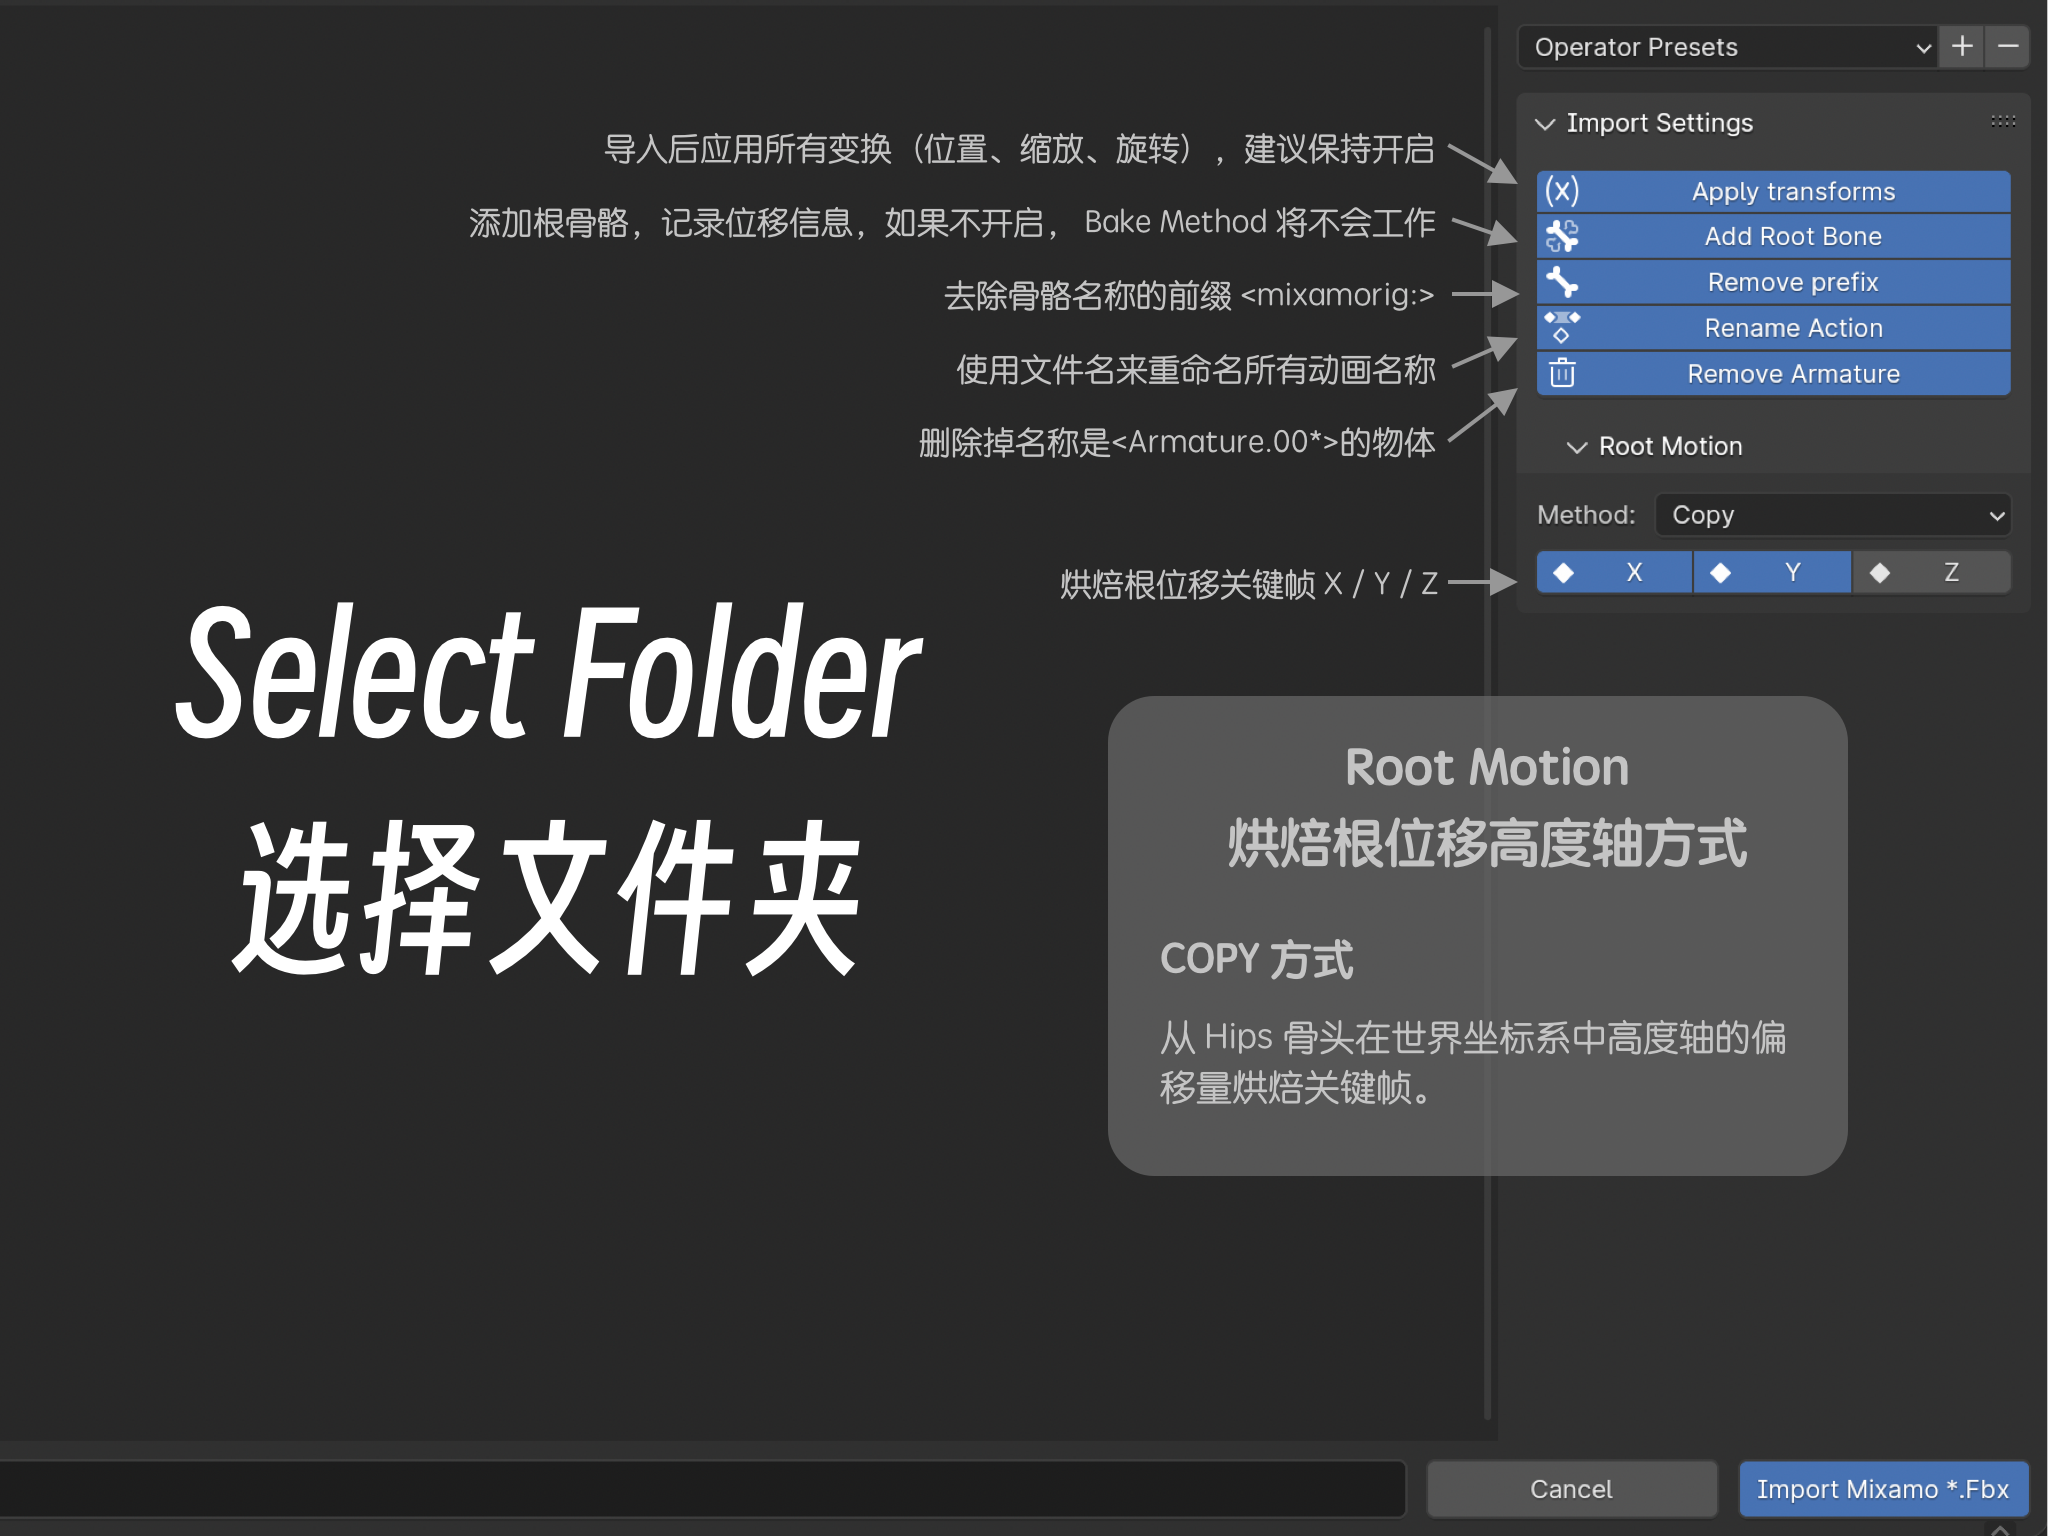 Operator Presets
Import Settings
导入后应用所有变换（位置、缩放、旋转），建议保持开启
Apply transforms
添加根骨骼，记录位移信息，如果不开启， Bake Method 将不会工作
Add Root Bone
去除骨骼名称的前缀 <mixamorig:>
Remove prefix
使用文件名来重命名所有动画名称
Rename Action
删除掉名称是<Armature.00*>的物体
Remove Armature
Root Motion
Method: Copy
烘焙根位移关键帧 X / Y / Z
X Y Z
Select Folder
选择文件夹
Root Motion
烘焙根位移高度轴方式
COPY 方式
从 Hips 骨头在世界坐标系中高度轴的偏
移量烘焙关键帧。
Cancel
Import Mixamo *.Fbx